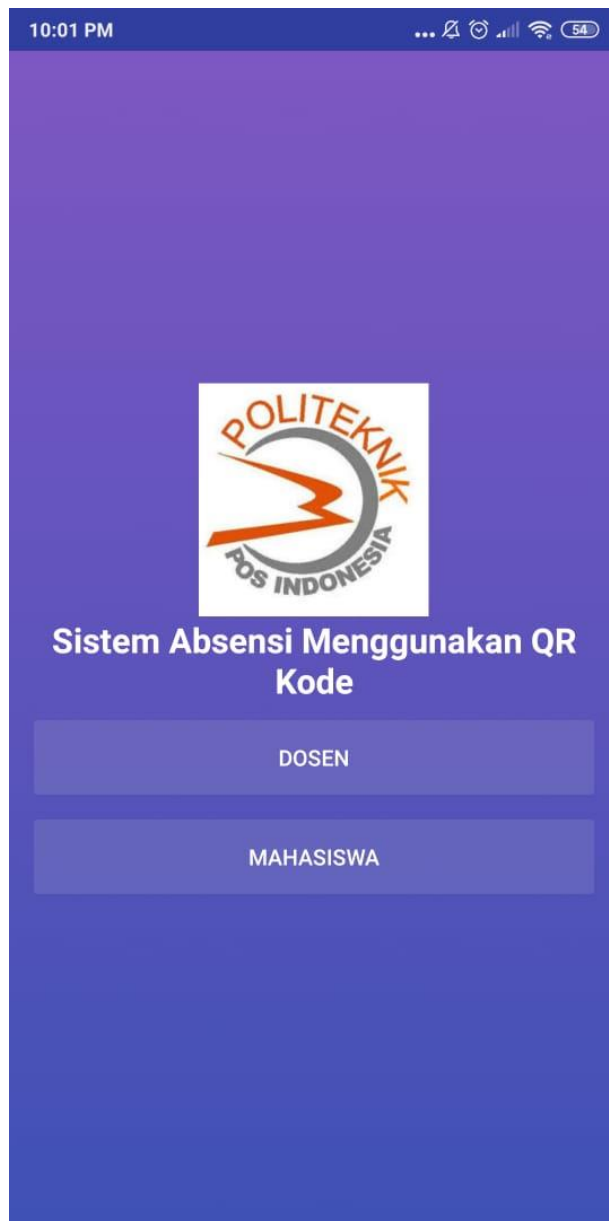 10:01 PM
54
POLITEKNIK
POS INDONESIA
Sistem Absensi Menggunakan QR
Kode
DOSEN
MAHASISWA